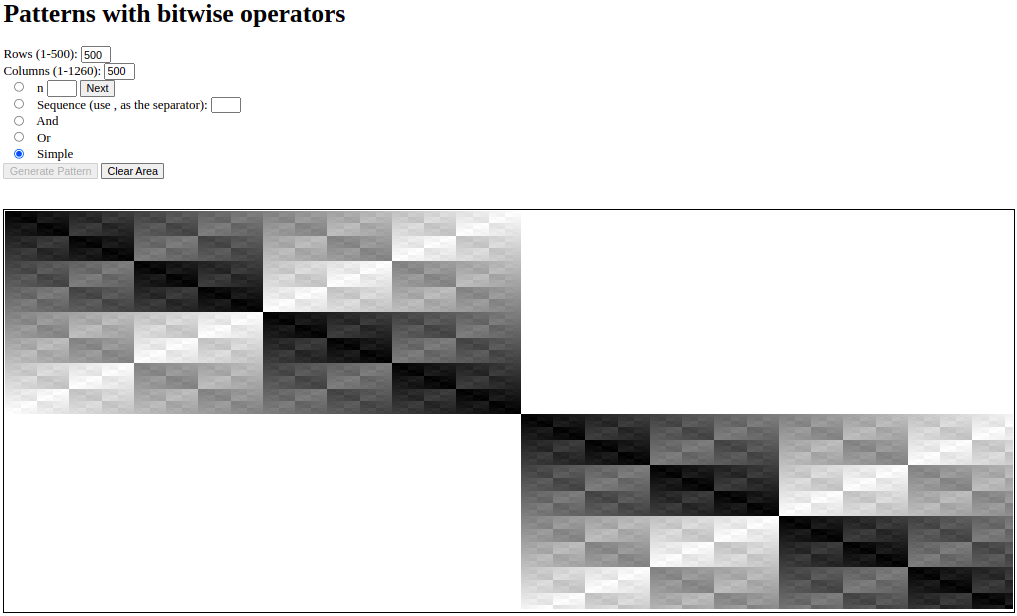 Patterns with bitwise operators
Rows (1-500): 500
Columns (1-1260): 500
n Next
Sequence (use , as the separator):
And
Or
Simple
Generate Pattern Clear Area